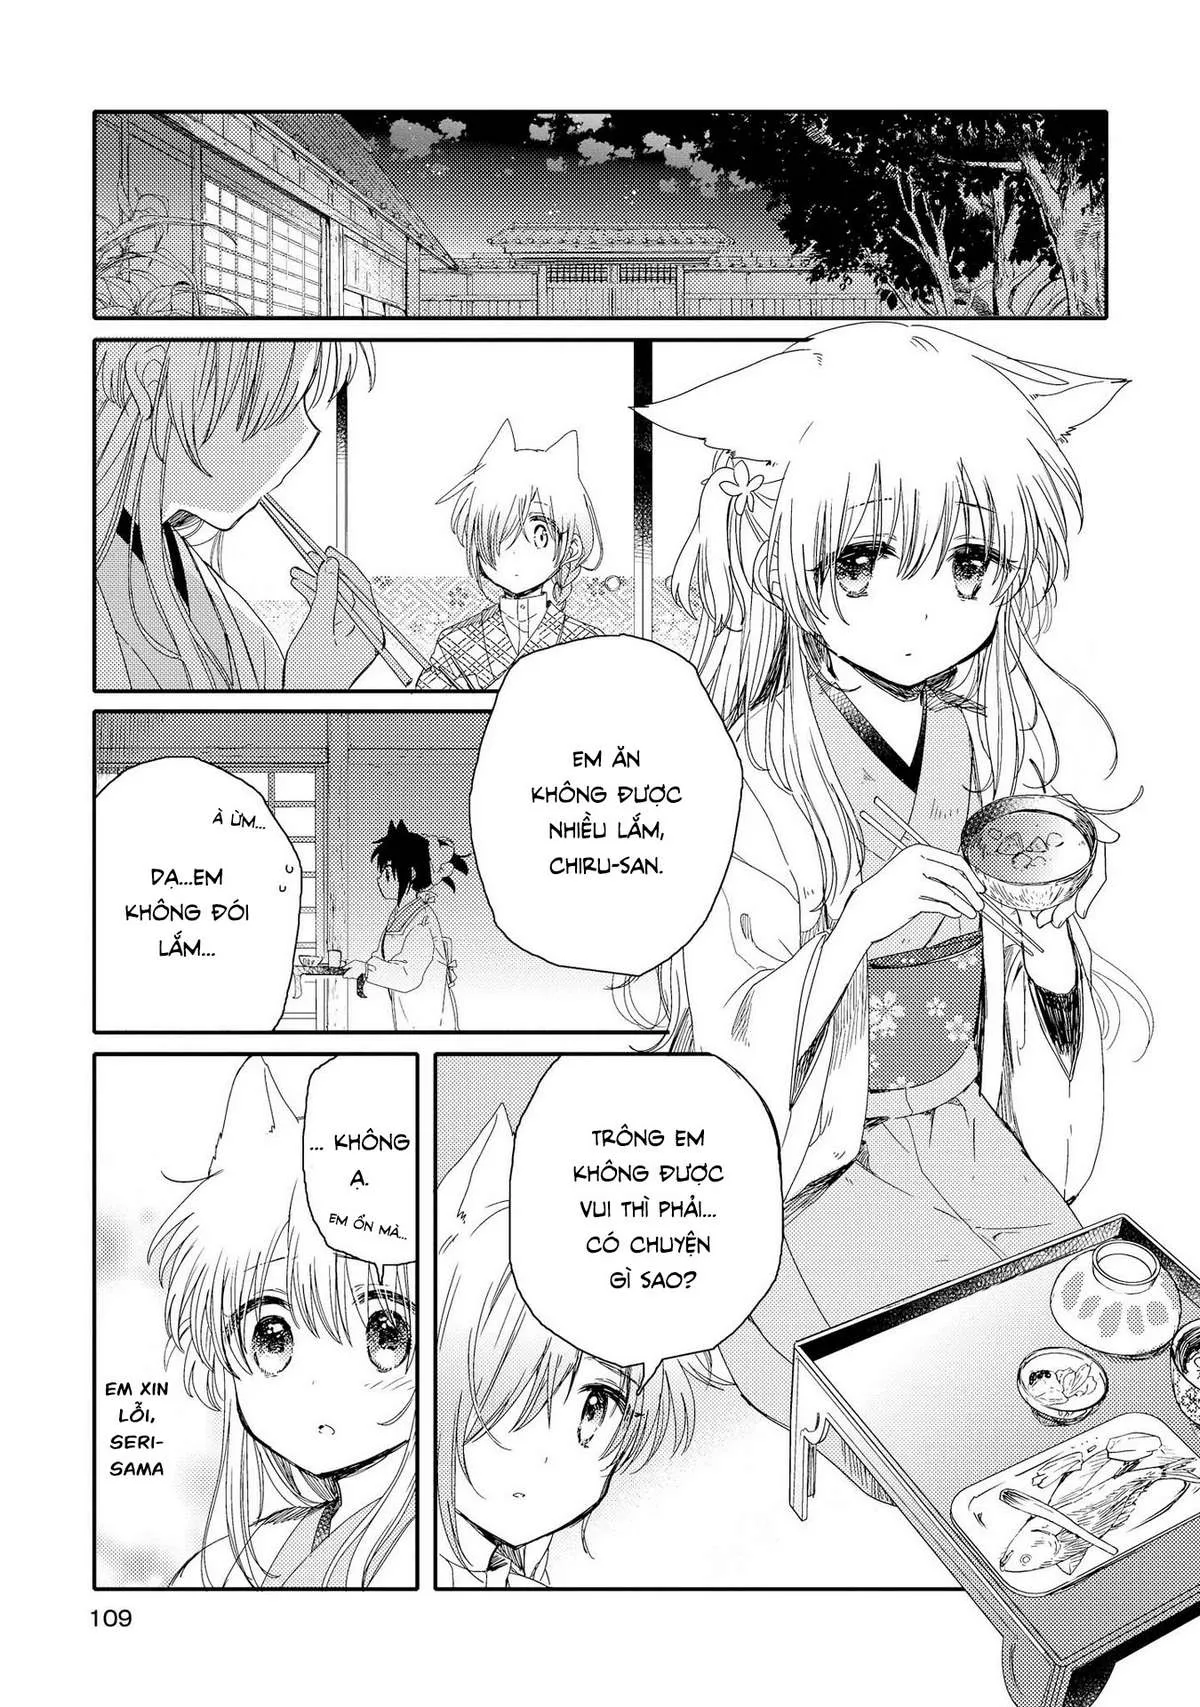 EM ĂN
KHÔNG ĐƯỢC
NHIỀU LẮM,
CHIRU-SAN.
À ỪM...
DẠ...EM
KHÔNG ĐÓI
LẮM...
TRÔNG EM
KHÔNG ĐƯỢC
VUI THÌ PHẢI...
CÓ CHUYỆN
GÌ SAO?
... KHÔNG
Ạ.
EM ỔN MÀ...
EM XIN
LỖI,
SERI-
SAMA
109